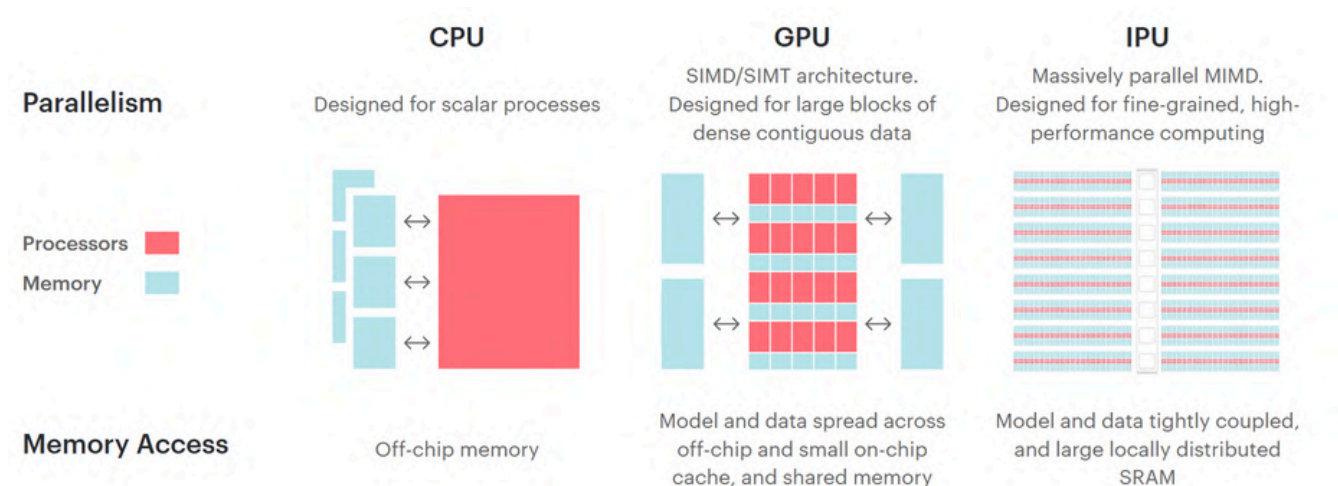 CPU
GPU
IPU
Parallelism
Designed for scalar processes
SIMD/SIMT architecture.
Designed for large blocks of
dense contiguous data
Massively parallel MIMD.
Designed for fine-grained, high-
performance computing
Processors
Memory
Memory Access
Off-chip memory
Model and data spread across
off-chip and small on-chip
cache, and shared memory
Model and data tightly coupled,
and large locally distributed
SRAM